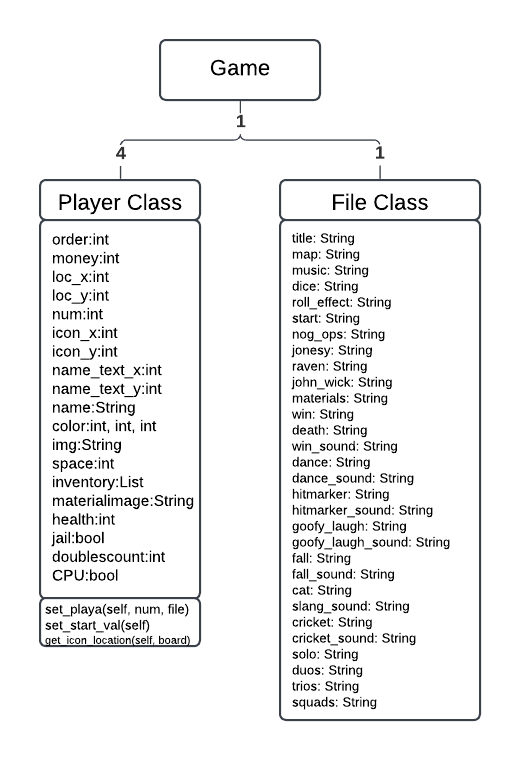 Game
1
4
1
Player Class
order:int
money:int
loc_x:int
loc_y:int
num:int
icon_x:int
icon_y:int
name_text_x:int
name_text_y:int
name:String
color:int, int, int
img:String
space:int
inventory:List
materialimage:String
health:int
jail:bool
doublescount:int
CPU:bool
set_playa(self, num, file)
set_start_val(self)
get_icon_location(self, board)
File Class
title: String
map: String
music: String
dice: String
roll_effect: String
start: String
nog_ops: String
jonesy: String
raven: String
john_wick: String
materials: String
win: String
death: String
win_sound: String
dance: String
dance_sound: String
hitmarker: String
hitmarker_sound: String
goofy_laugh: String
goofy_laugh_sound: String
fall: String
fall_sound: String
cat: String
slang_sound: String
cricket: String
cricket_sound: String
solo: String
duos: String
trios: String
squads: String